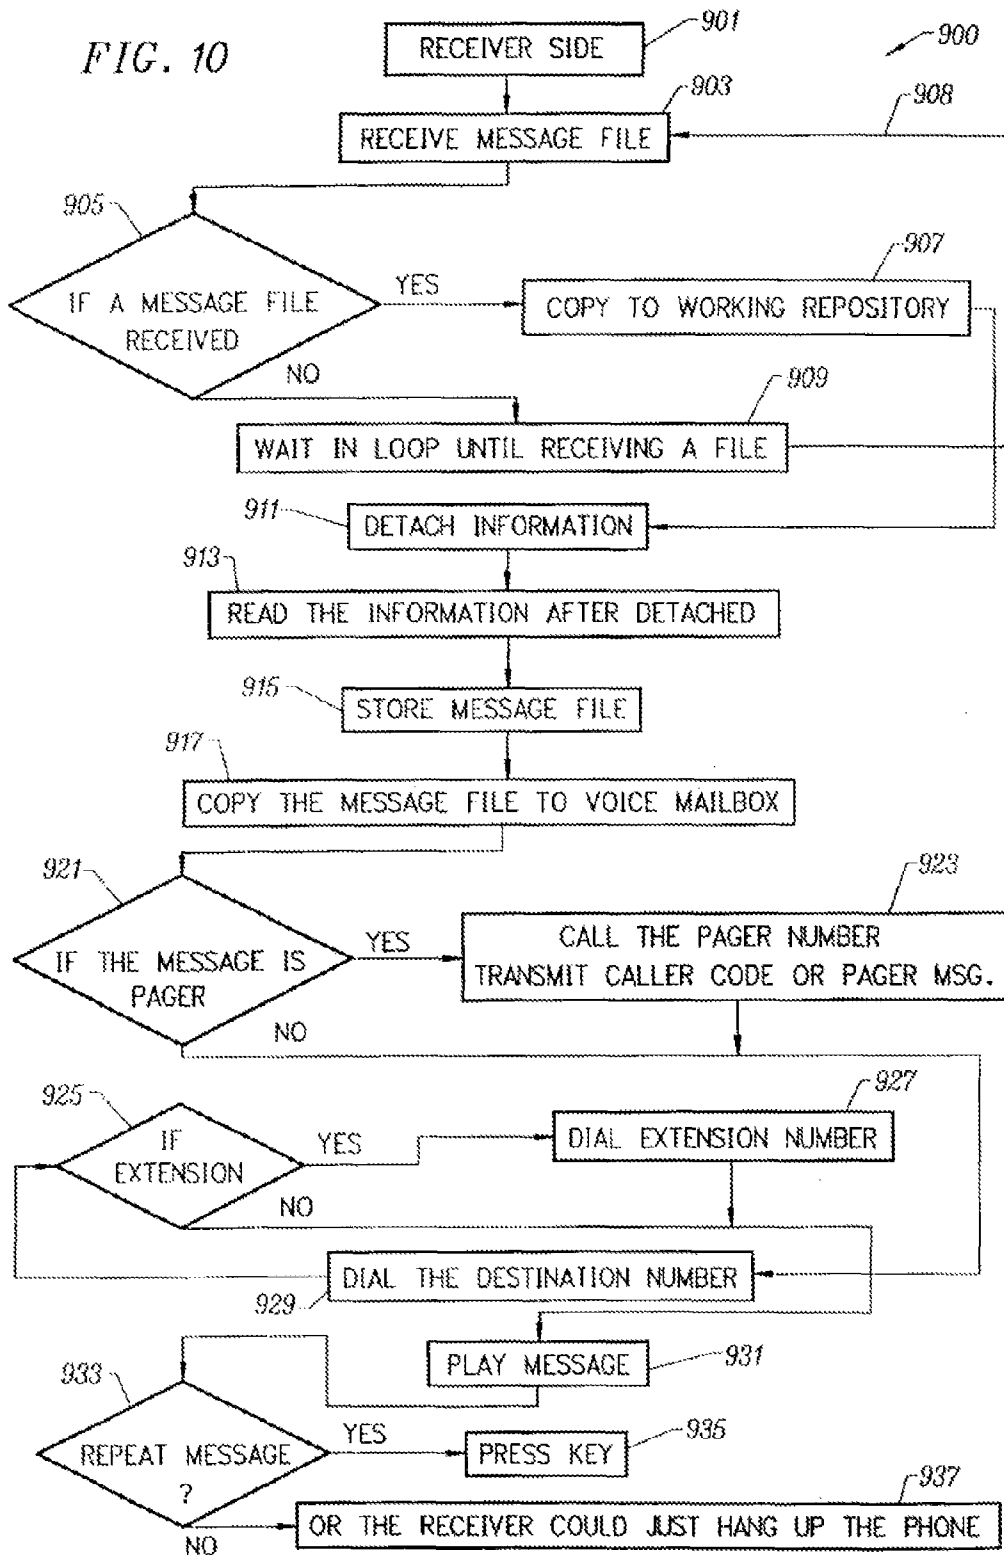 FIG. 10
RECEIVER SIDE
901
900
903
908
RECEIVE MESSAGE FILE
905
IF A MESSAGE FILE
RECEIVED
YES
907
COPY TO WORKING REPOSITORY
NO
909
WAIT IN LOOP UNTIL RECEIVING A FILE
911
DETACH INFORMATION
913
READ THE INFORMATION AFTER DETACHED
915
STORE MESSAGE FILE
917
COPY THE MESSAGE FILE TO VOICE MAILBOX
921
IF THE MESSAGE IS
PAGER
YES
923
CALL THE PAGER NUMBER
TRANSMIT CALLER CODE OR PAGER MSG.
NO
925
IF
EXTENSION
YES
927
DIAL EXTENSION NUMBER
NO
DIAL THE DESTINATION NUMBER
929
PLAY MESSAGE
931
933
REPEAT MESSAGE
?
YES
PRESS KEY
935
937
NO
OR THE RECEIVER COULD JUST HANG UP THE PHONE